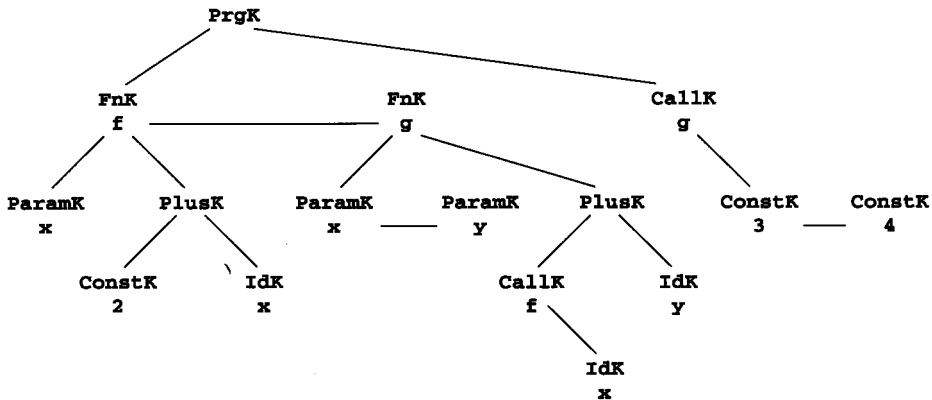 PrgK
FnK FnK CallK
f g g
ParamK PlusK ParamK ParamK PlusK ConstK ConstK
x x y 3 4
ConstK IdK CallK IdK
2 x f y
IdK
x